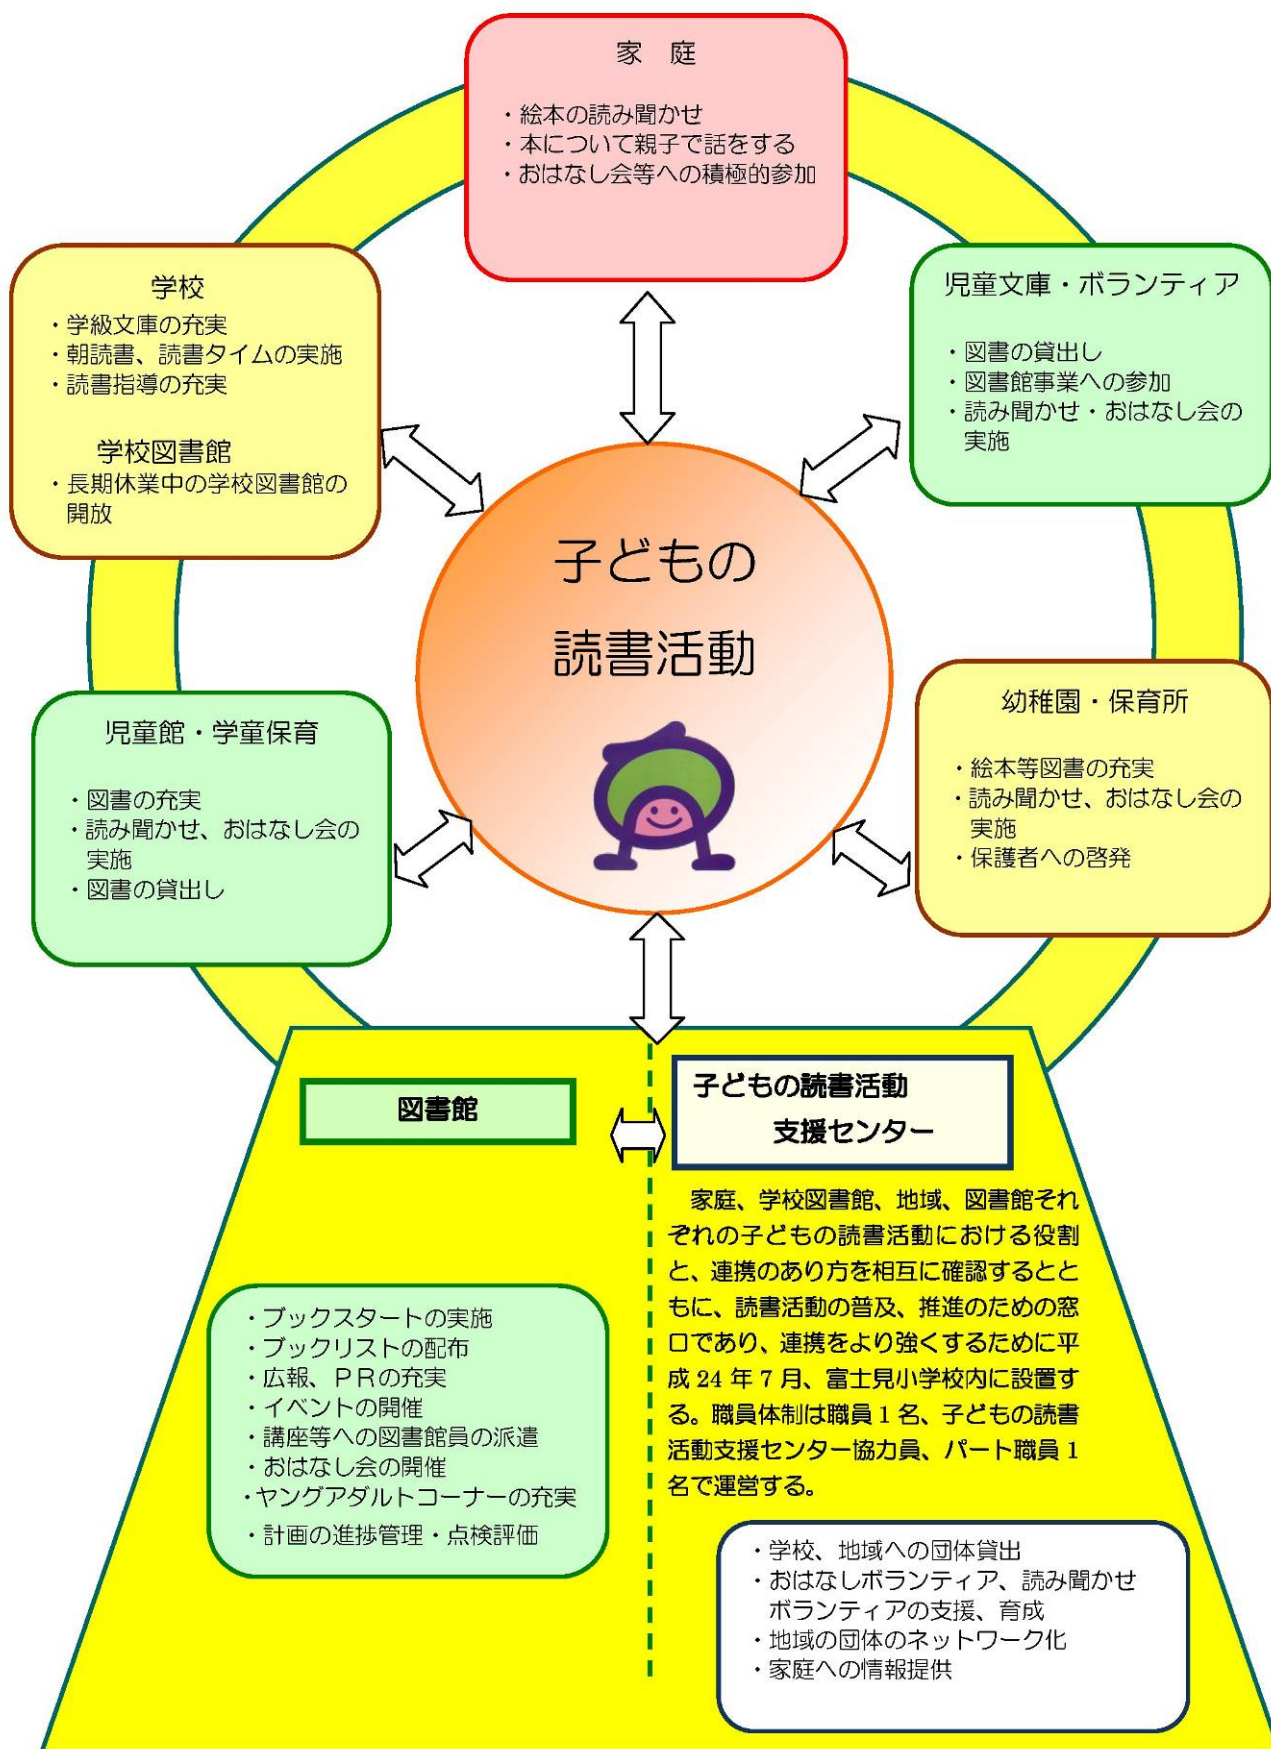 家　庭
・絵本の読み聞かせ
・本について親子で話をする
・おはなし会等への積極的参加
学校
・学級文庫の充実
・朝読書、読書タイムの実施
・読書指導の充実
学校図書館
・長期休業中の学校図書館の
開放
児童文庫・ボランティア
・図書の貸出し
・図書館事業への参加
・読み聞かせ・おはなし会の
実施
子どもの
読書活動
児童館・学童保育
・図書の充実
・読み聞かせ、おはなし会の
実施
・図書の貸出し
幼稚園・保育所
・絵本等図書の充実
・読み聞かせ、おはなし会の
実施
・保護者への啓発
図書館
・ブックスタートの実施
・ブックリストの配布
・広報、ＰＲの充実
・イベントの開催
・講座等への図書館員の派遣
・おはなし会の開催
・ヤングアダルトコーナーの充実
・計画の進捗管理・点検評価
子どもの読書活動
支援センター
　家庭、学校図書館、地域、図書館それ
ぞれの子どもの読書活動における役割
と、連携のあり方を相互に確認するとと
もに、読書活動の普及、推進のための窓
口であり、連携をより強くするために平
成 24 年 7 月、富士見小学校内に設置す
る。職員体制は職員 1 名、子どもの読書
活動支援センター協力員、パート職員 1
名で運営する。
・学校、地域への団体貸出
・おはなしボランティア、読み聞かせ
ボランティアの支援、育成
・地域の団体のネットワーク化
・家庭への情報提供